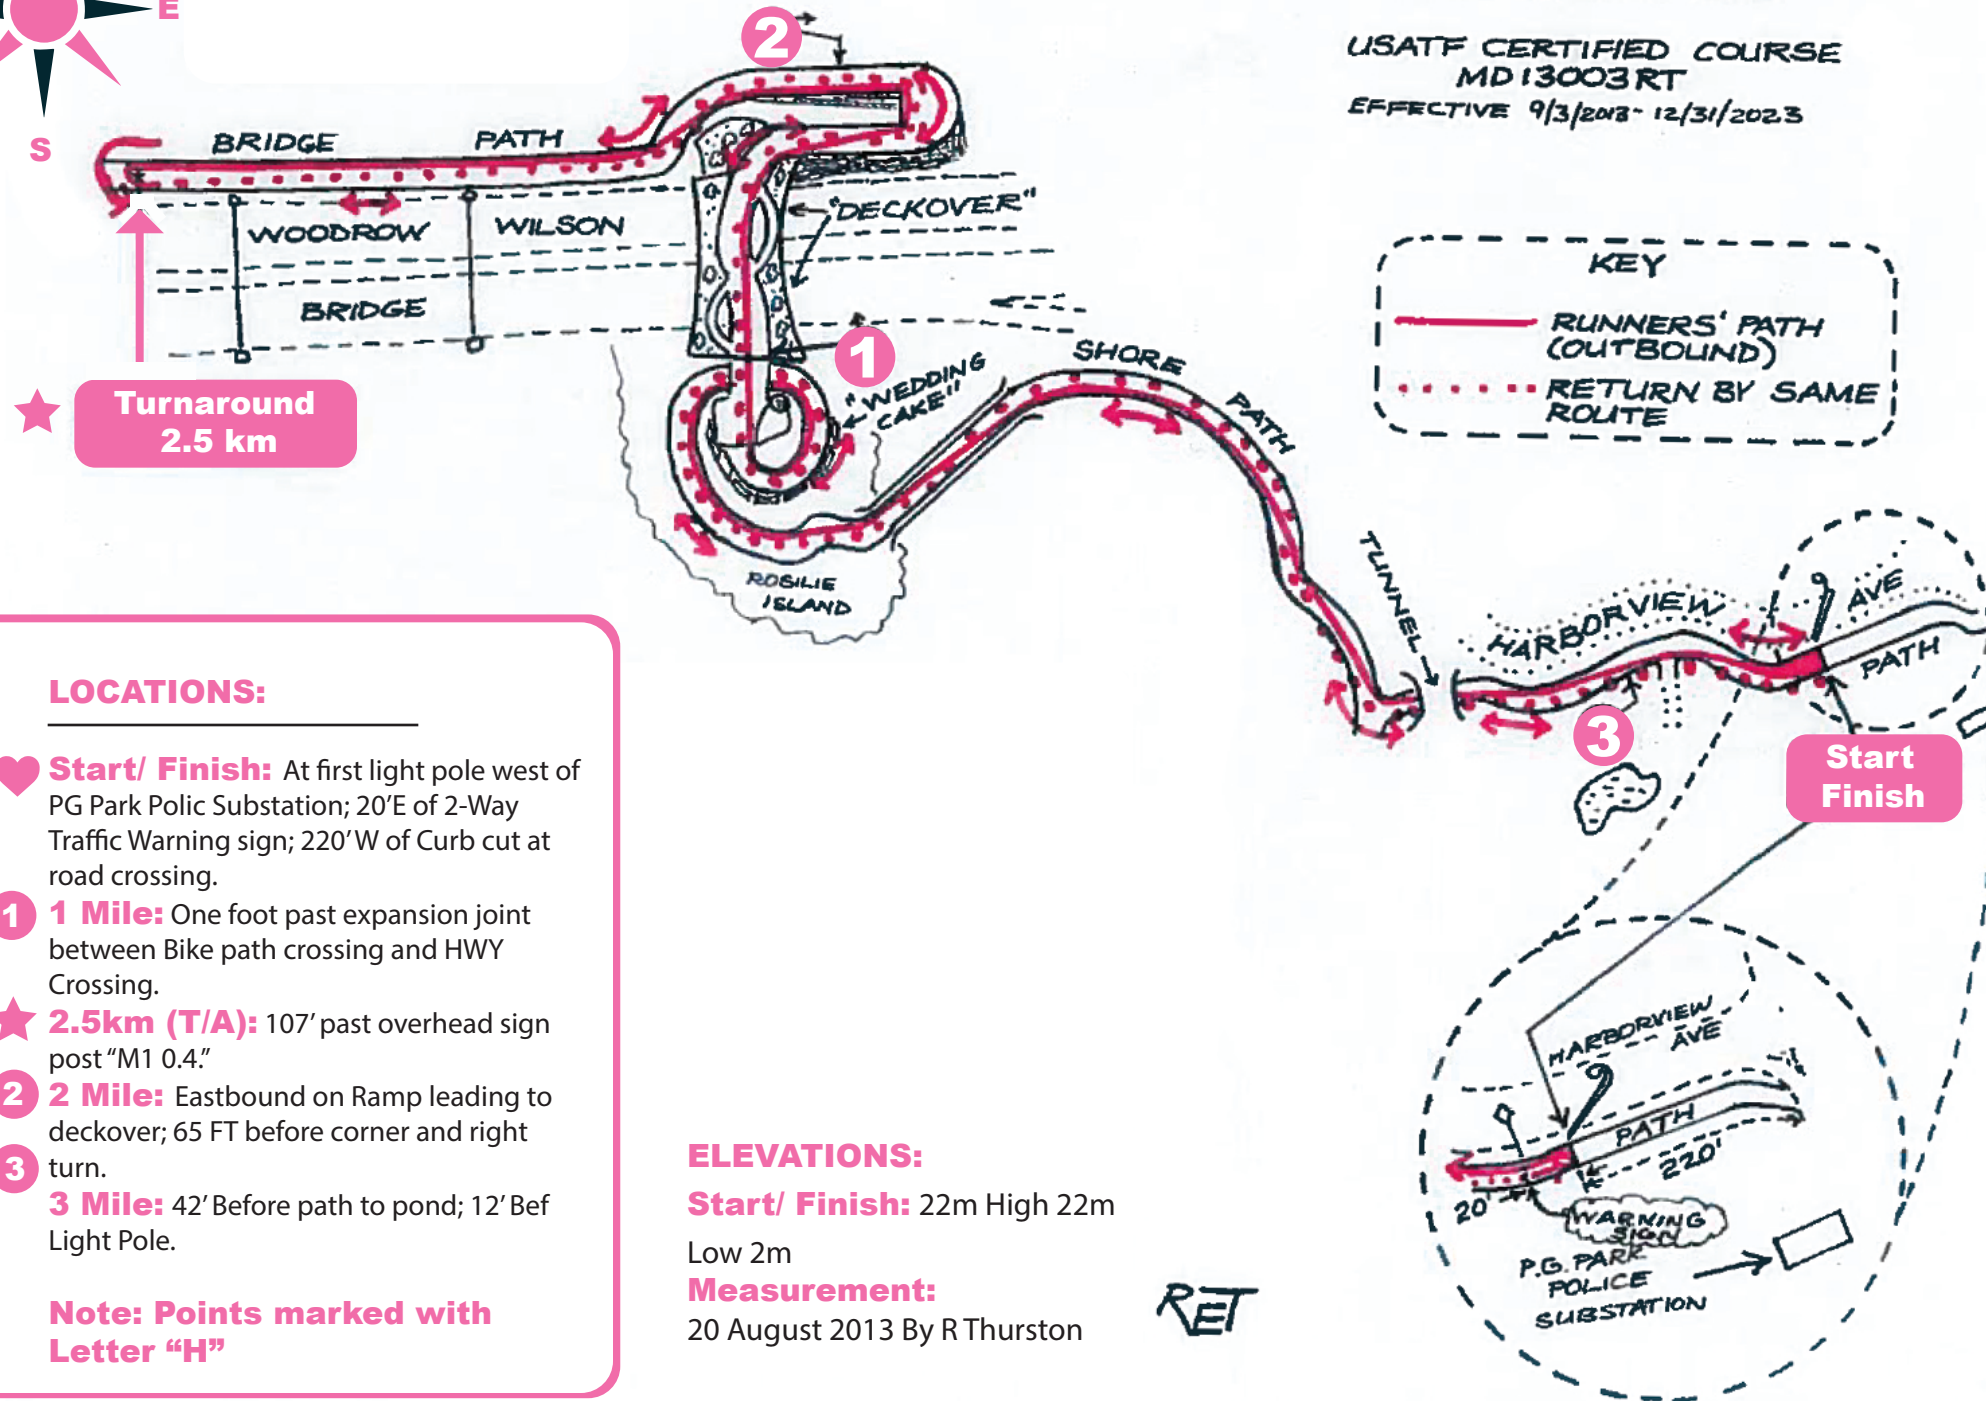 E
S
2
USATF CERTIFIED COURSE
MD13003RT
EFFECTIVE 9/3/2013- 12/31/2023
BRIDGE PATH
WOODROW WILSON
BRIDGE
"DECKOVER"
1
"WEDDING
CAKE"
SHORE
PATH
KEY
RUNNERS' PATH
(OUTBOUND)
RETURN BY SAME
ROUTE
Turnaround
2.5 km
ROSILIE
ISLAND
TUNNEL
HARBORVIEW
AVE
PATH
3
Start
Finish
LOCATIONS:
Start/ Finish: At first light pole west of
PG Park Polic Substation; 20'E of 2-Way
Traffic Warning sign; 220' W of Curb cut at
road crossing.
1 1 Mile: One foot past expansion joint
between Bike path crossing and HWY
Crossing.
2.5km (T/A): 107' past overhead sign
post "M1 0.4."
2 2 Mile: Eastbound on Ramp leading to
deckover; 65 FT before corner and right
3 turn.
3 Mile: 42' Before path to pond; 12' Bef
Light Pole.
Note: Points marked with
Letter "H"
ELEVATIONS:
Start/ Finish: 22m High 22m
Low 2m
Measurement:
20 August 2013 By R Thurston
RET
HARBORVIEW
AVE
PATH
220'
20'
WARNING
SIGN
P.G. PARK
POLICE
SUBSTATION